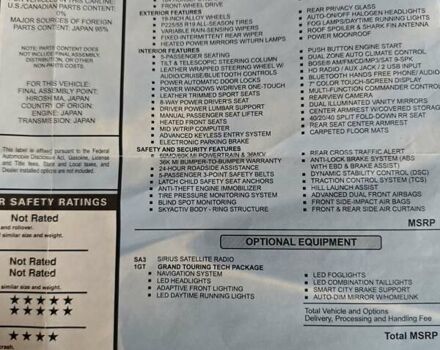 U.S./CANADIAN PARTS CONTENT: 0%
MAJOR SOURCES OF FOREIGN
PARTS CONTENT: JAPAN 95%
NOTE: PARTS CONTENT DOES
NOT INCLUDE FINAL ASSEMBLY,
DISTRIBUTION, OR OTHER
NON-PARTS COSTS.
FOR THIS VEHICLE:
FINAL ASSEMBLY POINT:
HIROSHIMA, JAPAN
COUNTRY OF ORIGIN:
ENGINE: JAPAN
TRANSMISSION: JAPAN
This label is affixed pursuant to the Federal
Automobile Disclosure Act. Gasoline, License
and Title fees, State and Local taxes, and
Dealer installed options are not included.
R SAFETY RATINGS
Not Rated
and rollover.
of similar size and weight.
Not Rated
Not Rated
similar size and weight.
★★★★★
★★★★
crash.
FRONT WHEEL DRIVE
EXTERIOR FEATURES
• 19-INCH ALLOY WHEELS
• P225/55 R19 ALL-SEASON TIRES
• VARIABLE RAIN-SENSING WIPERS
• FIXED-INTERMITTENT REAR WIPER
• HEATED POWER MIRRORS W/TURN LAMPS
INTERIOR FEATURES
• 5-PASSENGER SEATING
• TILT & TELESCOPIC STEERING COLUMN
• LEATHER-WRAPPED STEERING WHEEL W/
AUDIO/CRUISE/BLUETOOTH CONTROLS
• POWER AUTOMATIC DOOR LOCKS
• POWER WINDOWS W/DRIVER ONE-TOUCH
• LEATHER TRIMMED SPORT SEATS
• 8-WAY POWER DRIVER'S SEAT
• DRIVER POWER LUMBAR SUPPORT
• MANUAL PASSENGER SEAT LIFTER
• HEATED FRONT SEATS
• MID W/TRIP COMPUTER
• ADVANCED KEYLESS ENTRY SYSTEM
• ELECTRONIC PARKING BRAKE
SAFETY AND SECURITY FEATURES
• 60MO/60K MI POWERTRAIN & 36MO/
36K MI BUMPER-TO-BUMPER WARRANTY
• 24-HOUR ROADSIDE ASSISTANCE
• 5-PASSENGER 3-POINT SAFETY BELTS
• LATCH CHILD SAFETY SEAT ANCHORS
• ANTI-THEFT ENGINE IMMOBILIZER
• TIRE PRESSURE MONITORING SYSTEM
• BLIND SPOT MONITORING
• SKYACTIV BODY - RING STRUCTURE
• REAR PRIVACY GLASS
• AUTO-ON/OFF HALOGEN HEADLIGHTS
• FOG LAMPS/DAYTIME RUNNING LIGHTS
• ROOF SPOILER & SHARK FIN ANTENNA
• POWER MOONROOF
• PUSH BUTTON ENGINE START
• DUAL ZONE AUTO CLIMATE CONTROL
• BOSE® AM/FM/CD/MP3/SAT 9-SPK
• HD RADIO / AUX JACK / 2 USB INPUT
• BLUETOOTH HANDS FREE PHONE/ AUDIO
• 7" COLOR TOUCH-SCREEN DISPLAY
• MULTI-FUNCTION COMMANDER CONTROL
• REARVIEW CAMERA
• DUAL ILLUMINATED VANITY MIRRORS
• CENTER ARMREST W/COVERED STORAGE
• 40/20/40 SPLIT FOLD-DOWN RR SEAT
• REAR SEAT CENTER ARMREST
• CARPETED FLOOR MATS
• REAR CROSS TRAFFIC ALERT
• ANTI-LOCK BRAKE SYSTEM (ABS
WITH EBD & BRAKE ASSIST)
• DYNAMIC STABILITY CONTROL (DSC)
• TRACTION CONTROL SYSTEM (TCS)
• HILL LAUNCH ASSIST
• ADVANCED DUAL FRONT AIRBAGS
• FRONT SIDE-IMPACT AIR BAGS
• FRONT & REAR SIDE AIR CURTAINS
MSRP
OPTIONAL EQUIPMENT
SA3 SIRIUS SATELLITE RADIO
1GT GRAND TOURING TECH PACKAGE
• NAVIGATION SYSTEM
• LED HEADLIGHTS
• ADAPTIVE FRONT LIGHTING
• LED DAYTIME RUNNING LIGHTS
• LED FOGLIGHTS
• LED COMBINATION TAILLIGHTS
• SMART CITY BRAKE SUPPORT
• AUTO-DIM MIRROR W/HOMELINK
Total Vehicle and Options
Delivery, Processing and Handling Fee
Total MSRP